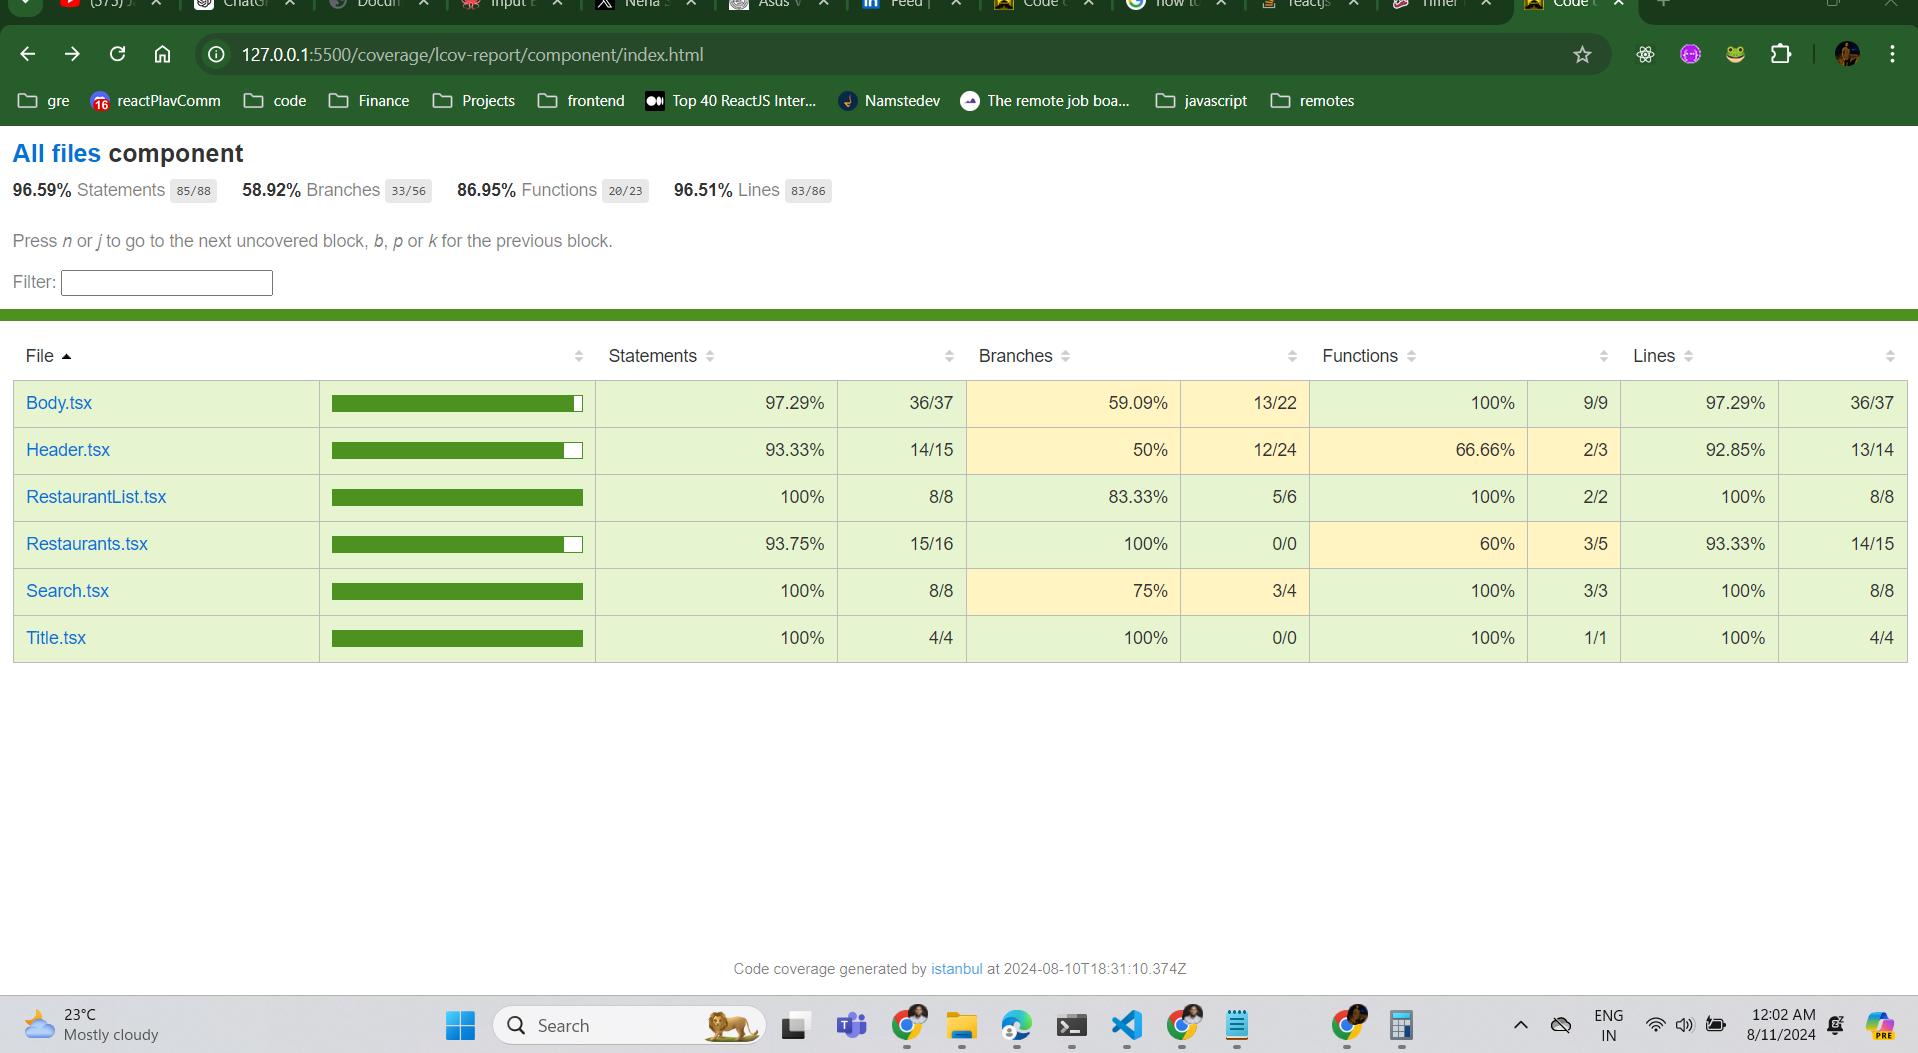 ChatG
Docum
Input E
Neha
Asus V
Feed |
Code c
how to
reactjs
Timer
Code c
127.0.0.1:5500/coverage/lcov-report/component/index.html
gre 16 reactPlavComm code Finance Projects frontend Top 40 ReactJS Inter... Namstedev The remote job boa... javascript remotes
All files component
96.59% Statements 85/88 58.92% Branches 33/56 86.95% Functions 20/23 96.51% Lines 83/86
Press n or j to go to the next uncovered block, b, p or k for the previous block.
Filter:
File Statements Branches Functions Lines
Body.tsx 97.29% 36/37 59.09% 13/22 100% 9/9 97.29% 36/37
Header.tsx 93.33% 14/15 50% 12/24 66.66% 2/3 92.85% 13/14
RestaurantList.tsx 100% 8/8 83.33% 5/6 100% 2/2 100% 8/8
Restaurants.tsx 93.75% 15/16 100% 0/0 60% 3/5 93.33% 14/15
Search.tsx 100% 8/8 75% 3/4 100% 3/3 100% 8/8
Title.tsx 100% 4/4 100% 0/0 100% 1/1 100% 4/4
Code coverage generated by istanbul at 2024-08-10T18:31:10.374Z
23°C
Mostly cloudy
Search
ENG
IN
12:02 AM
8/11/2024
PRE